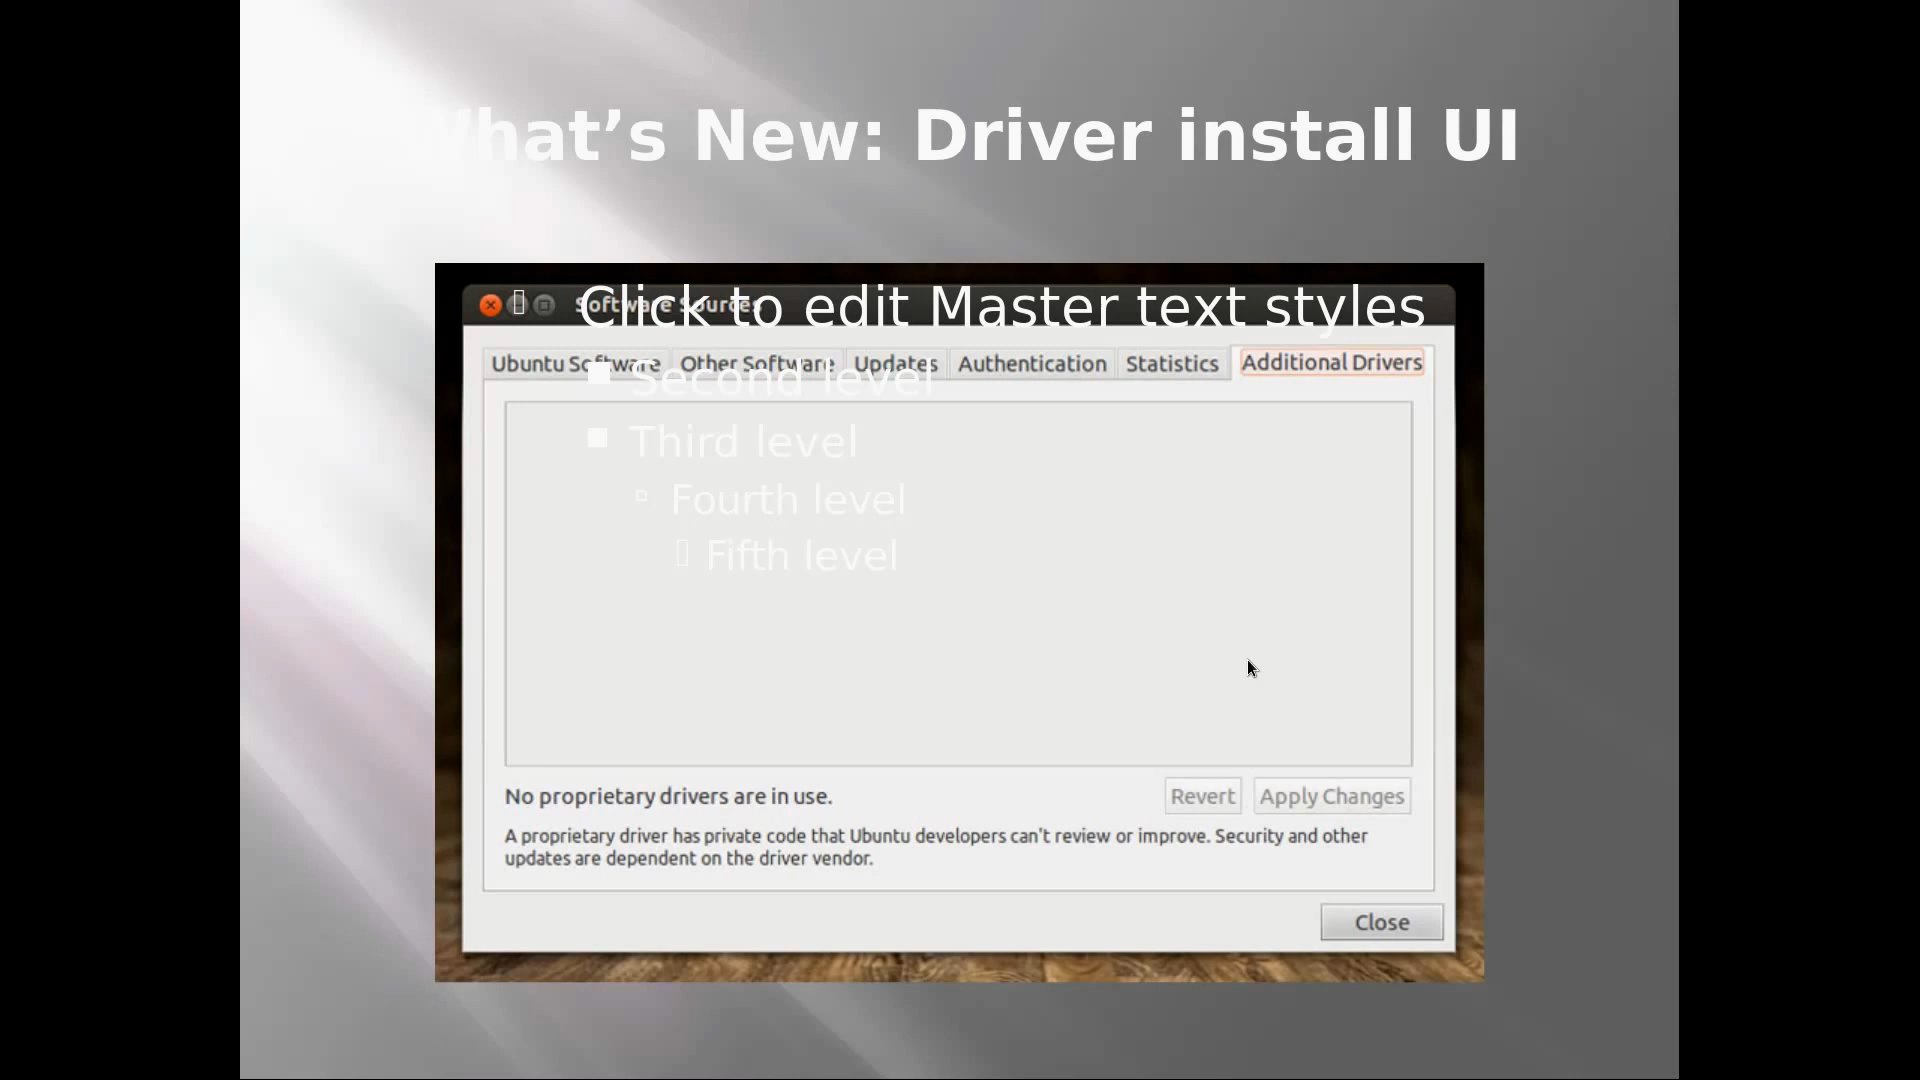 What’s New: Driver install UI
Software Sources
Click to edit Master text styles
Ubuntu Software Other Software Updates Authentication Statistics Additional Drivers
Second level
Third level
Fourth level
Fifth level
No proprietary drivers are in use.
Revert Apply Changes
A proprietary driver has private code that Ubuntu developers can't review or improve. Security and other
updates are dependent on the driver vendor.
Close